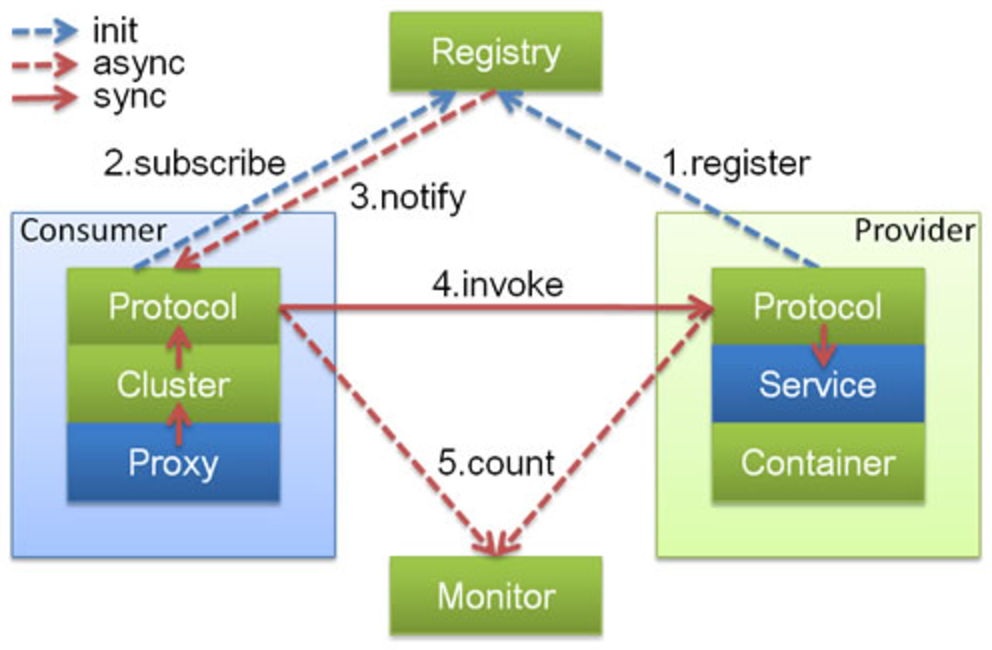 init
async
sync
Registry
2.subscribe
1.register
3.notify
Consumer
Provider
Protocol
4.invoke
Protocol
Cluster
Service
Proxy
5.count
Container
Monitor